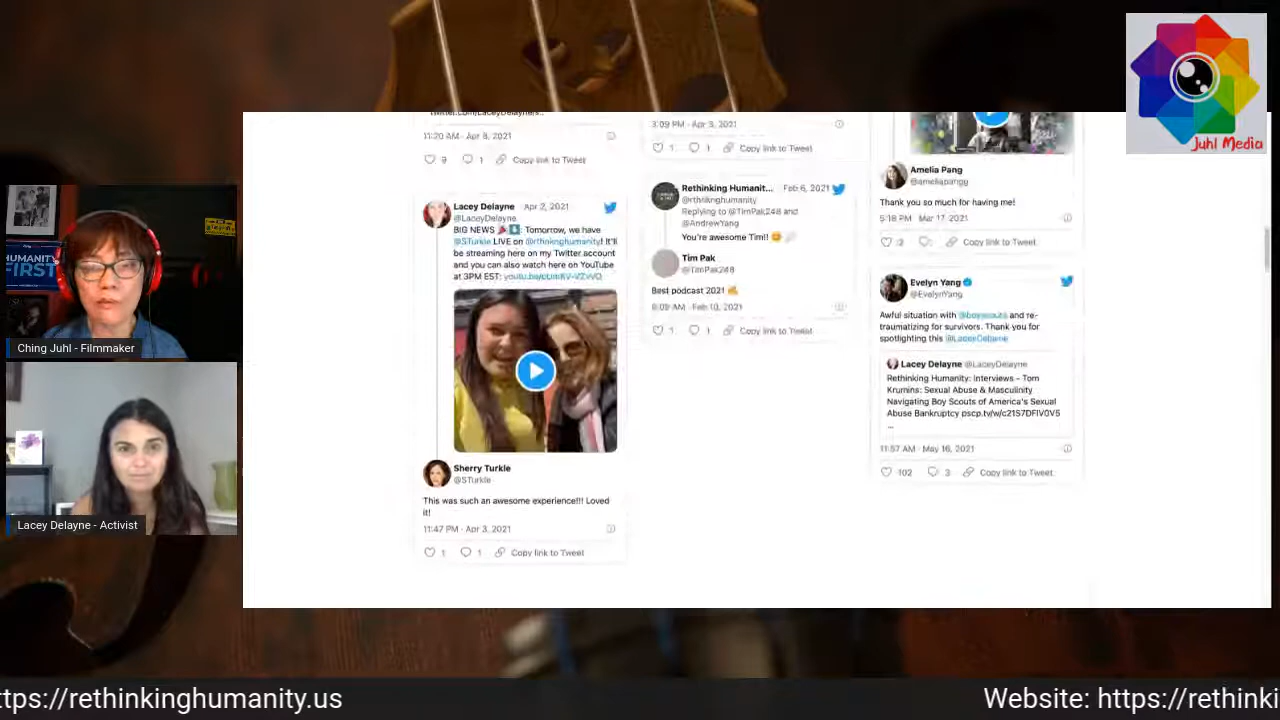 Juhl Media
HUMANITY
FIRST
Ching Juhl - Filmmaker
Lacey Delayne - Activist
11:20 AM · Apr 8, 2021
9 1 Copy link to Tweet
Lacey Delayne Apr 2, 2021
@LaceyDelayne
BIG NEWS : Tomorrow, we have
@STurkle LIVE on @rthnkinghumanity! It'll
be streaming here on my Twitter account
and you can also watch here on YouTube
at 3PM EST:
Sherry Turkle
@STurkle
This was such an awesome experience!!! Loved
it!
11:47 PM · Apr 3, 2021
1 1 Copy link to Tweet
3:09 PM · Apr 3, 2021
1 1 Copy link to Tweet
Rethinking Humanit... Feb 6, 2021
@rthnkinghumanity
Replying to @TimPak248 and
@AndrewYang
You're awesome Tim!!
Tim Pak
@TimPak248
Best podcast 2021
Feb 10, 2021
1 1 Copy link to Tweet
Amelia Pang
@ameliapangy
Thank you so much for having me!
5:18 PM · Mar 17, 2021
2 Copy link to Tweet
Evelyn Yang
@EvelynYang
Awful situation with @boyscouts and re-
traumatizing for survivors. Thank you for
spotlighting this @LaceyDelayne
Lacey Delayne @LaceyDelayne
Rethinking Humanity: Interviews - Tom
Krumins: Sexual Abuse & Masculinity
Navigating Boy Scouts of America's Sexual
Abuse Bankruptcy pscp.tv/w/c21S7DFIV0V5
...
11:57 AM · May 16, 2021
102 3 Copy link to Tweet
ttps://rethinkinghumanity.us
Website: https://rethinki